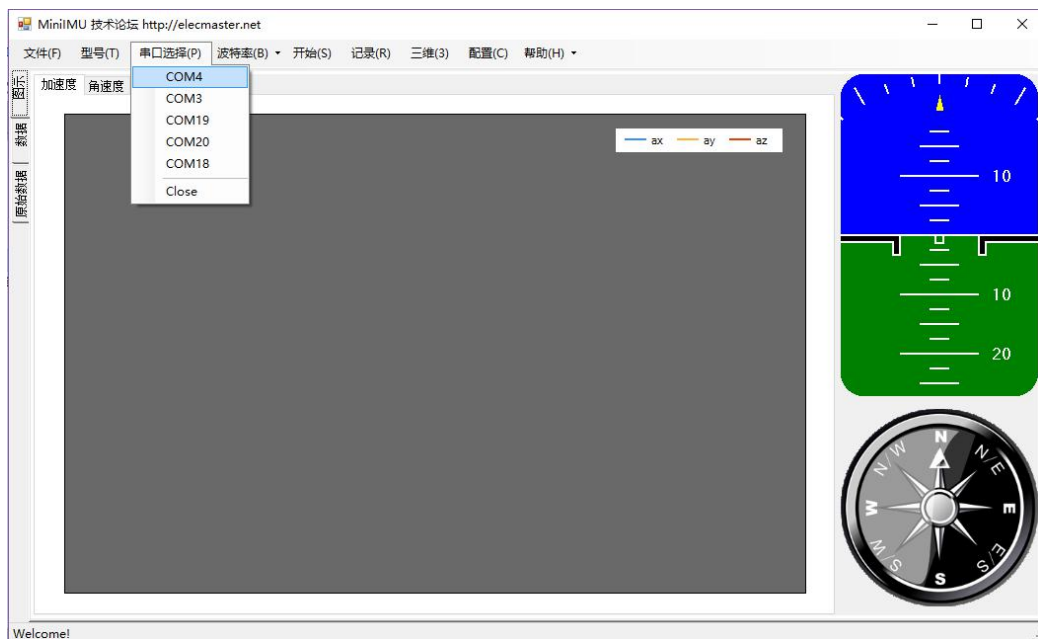 MiniIMU 技术论坛 http://elecmaster.net
文件(F) 型号(T) 串口选择(P) 波特率(B) 开始(S) 记录(R) 三维(3) 配置(C) 帮助(H)
COM4
COM3
COM19
COM20
COM18
Close
图示
数据
原始数据
加速度 角速度
ax ay az
10
10
20
N
N/E
E
E/S
S
S/W
W
N/W
Welcome!